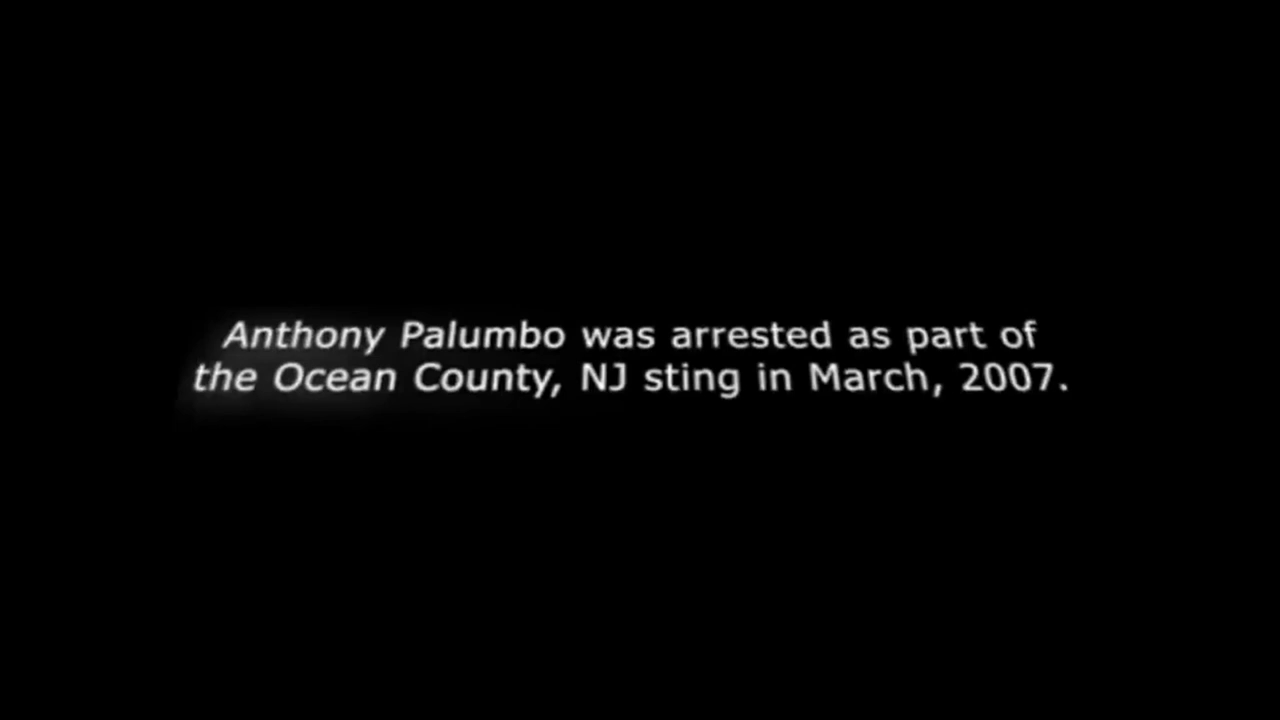 Anthony Palumbo was arrested as part of
the Ocean County, NJ sting in March, 2007.